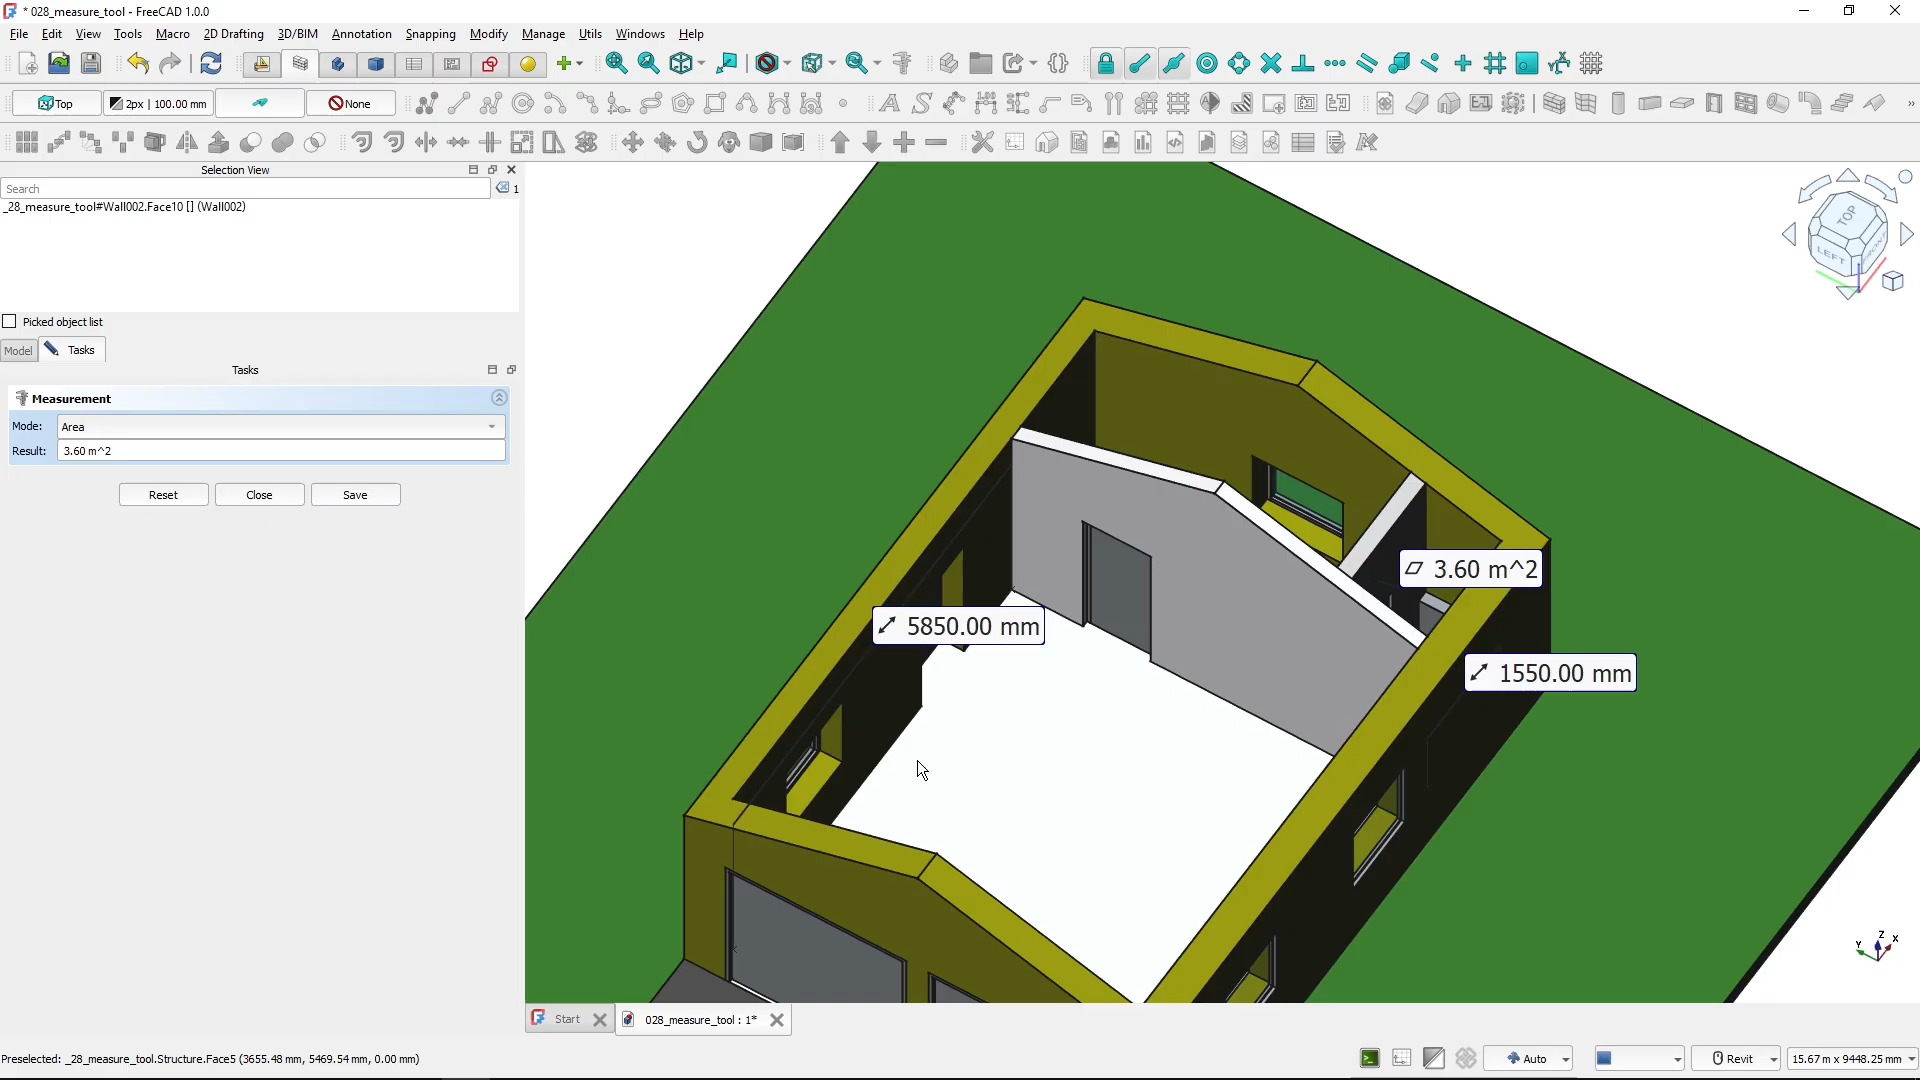 * 028_measure_tool - FreeCAD 1.0.0
File Edit View Tools Macro 2D Drafting 3D/BIM Annotation Snapping Modify Manage Utils Windows Help
Top 2px | 100.00 mm None
Selection View
Search 1
_28_measure_tool#Wall002.Face10 [] (Wall002)
Picked object list
Model Tasks
Tasks
Measurement
Mode: Area
Result: 3.60 m^2
Reset Close Save
TOP
LEFT
FRONT
3.60 m^2
5850.00 mm
1550.00 mm
Z
Y X
Start 028_measure_tool : 1*
Preselected: _28_measure_tool.Structure.Face5 (3655.48 mm, 5469.54 mm, 0.00 mm)
Auto Revit 15.67 m x 9448.25 mm